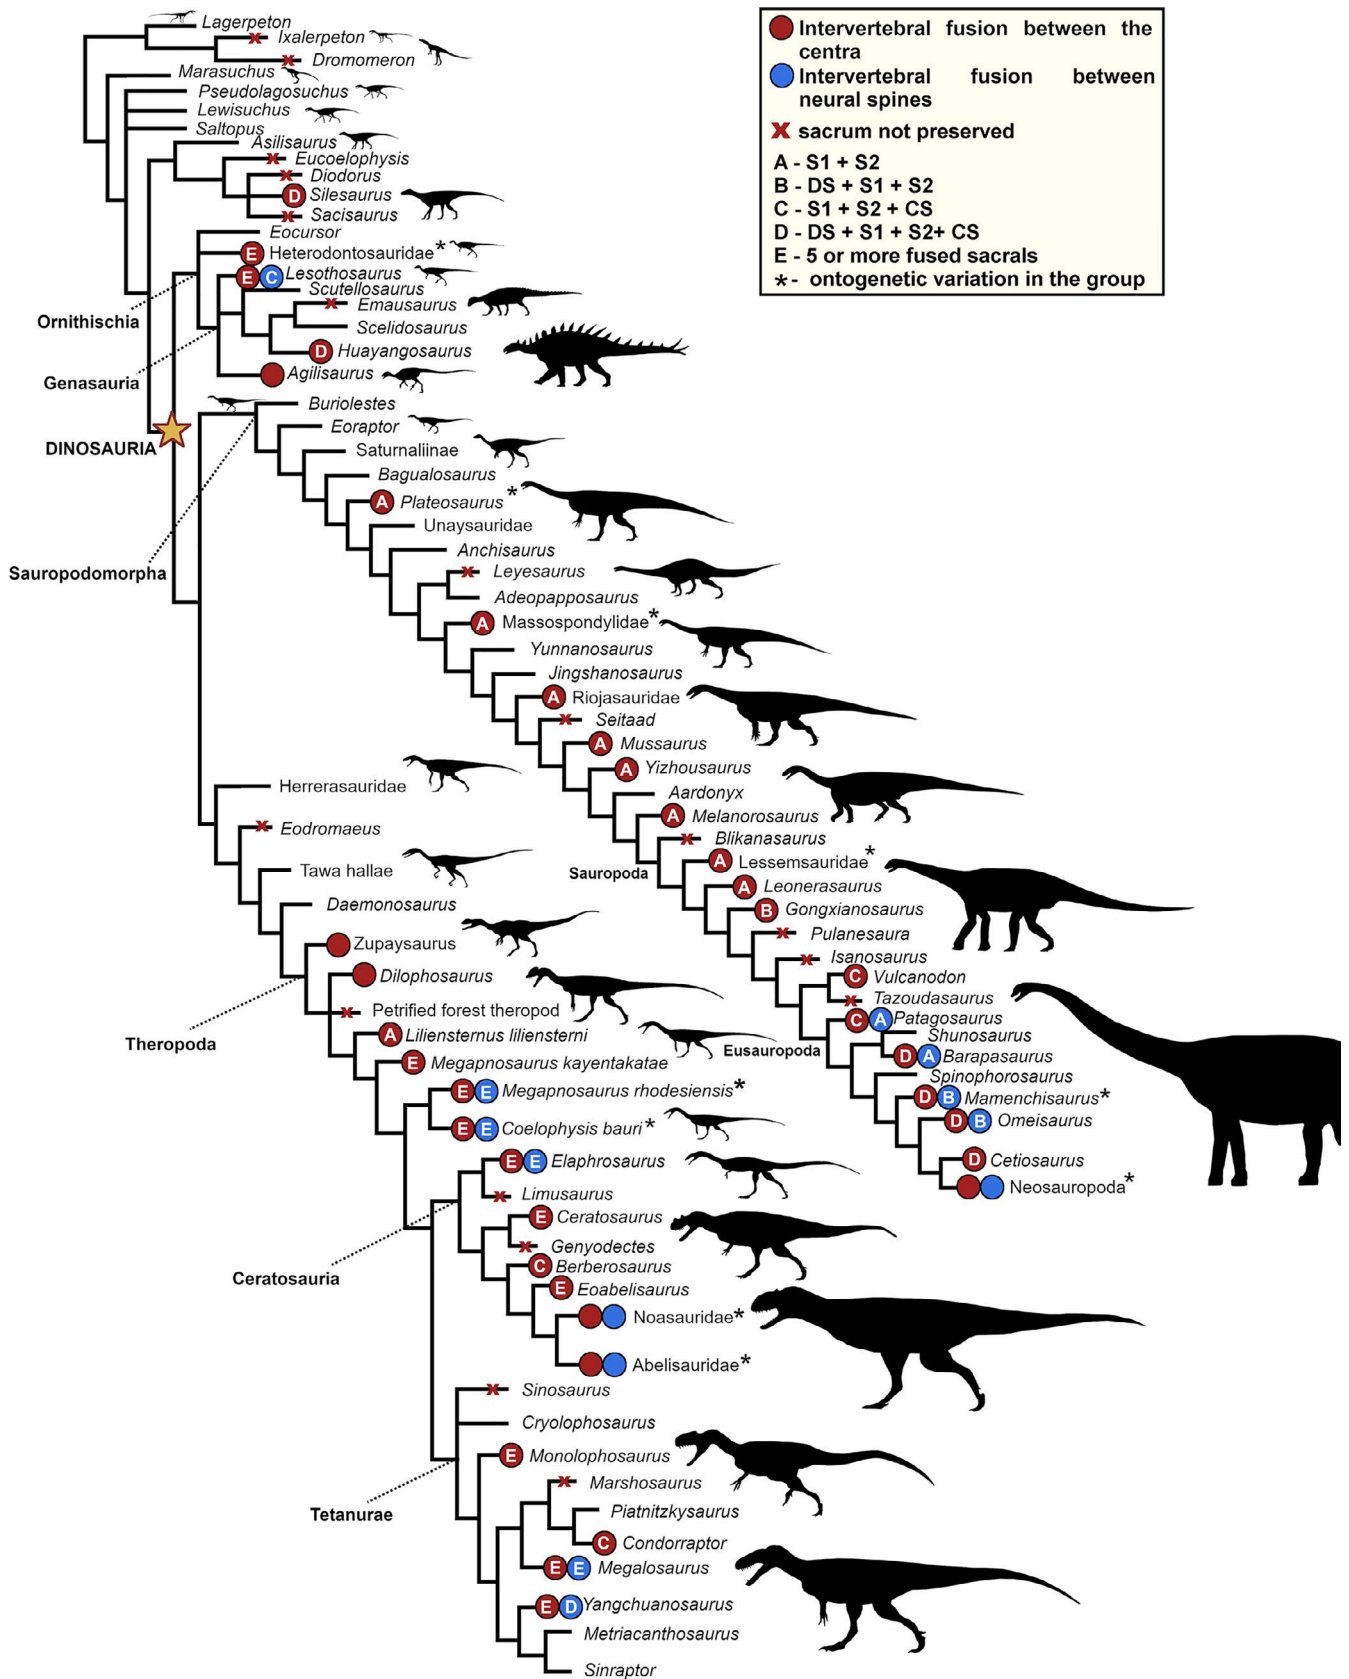 Lagerpeton
Ixalerpeton
Dromomeron
Marasuchus
Pseudolagosuchus
Lewisuchus
Saltopus
Asilisaurus
Eucoelophysis
Diodorus
D Silesaurus
Sacisaurus
Eocursor
E Heterodontosauridae*
E C Lesothosaurus
Scutellosaurus
Emausaurus
Ornithischia
Scelidosaurus
D Huayangosaurus
Genasauria
Agilisaurus
Intervertebral fusion between the
centra
Intervertebral fusion between
neural spines
x sacrum not preserved
A - S1 + S2
B - DS + S1 + S2
C - S1 + S2 + CS
D - DS + S1 + S2+ CS
E - 5 or more fused sacrals
*- ontogenetic variation in the group
Buriolestes
Eoraptor
DINOSAURIA
Saturnaliinae
Bagualosaurus
A Plateosaurus*
Unaysauridae
Anchisaurus
Sauropodomorpha
Leyesaurus
Adeopapposaurus
A Massospondylidae*
Yunnanosaurus
Jingshanosaurus
A Riojasauridae
Seitaad
A Mussaurus
A Yizhousaurus
Aardonyx
A Melanorosaurus
Blikanasaurus
A Lessemsauridae*
Sauropoda
A Leonerasaurus
B Gongxianosaurus
Pulanesaura
Isanosaurus
C Vulcanodon
Tazoudasaurus
C A Patagosaurus
Shunosaurus
Eusauropoda
D A Barapasaurus
Spinophorosaurus
D B Mamenchisaurus*
D B Omeisaurus
D Cetiosaurus
Neosauropoda*
Herrerasauridae
Eodromaeus
Tawa hallae
Daemonosaurus
Zupaysaurus
Dilophosaurus
Petrified forest theropod
A Liliensternus liliensterni
Theropoda
E Megapnosaurus kayentakatae
E E Megapnosaurus rhodesiensis*
E E Coelophysis bauri*
E E Elaphrosaurus
Limusaurus
E Ceratosaurus
Genyodectes
C Berberosaurus
Ceratosauria
E Eoabelisaurus
Noasauridae*
Abelisauridae*
Sinosaurus
Cryolophosaurus
E Monolophosaurus
Marshosaurus
Piatnitzkysaurus
Tetanurae
C Condorraptor
E E Megalosaurus
E D Yangchuanosaurus
Metriacanthosaurus
Sinraptor